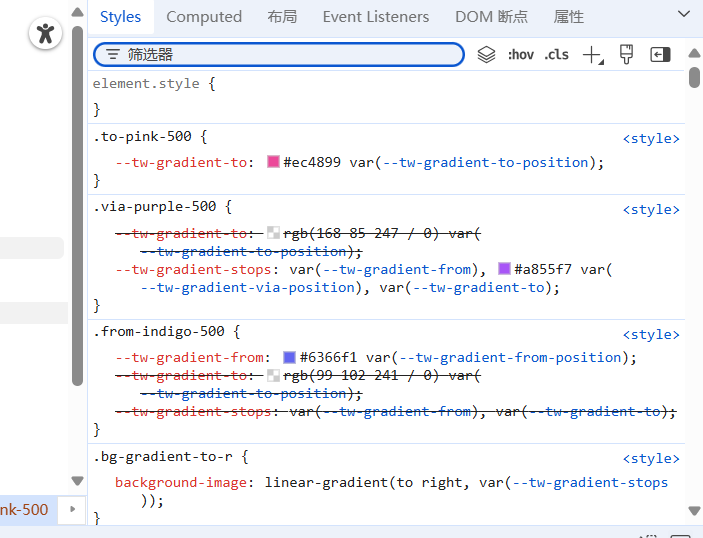 Styles Computed 布局 Event Listeners DOM 断点 属性
筛选器 :hov .cls
element.style {
}
.to-pink-500 { <style>
--tw-gradient-to: #ec4899 var(--tw-gradient-to-position);
}
.via-purple-500 { <style>
--tw-gradient-to: rgb(168 85 247 / 0) var(
--tw-gradient-to-position);
--tw-gradient-stops: var(--tw-gradient-from), #a855f7 var(
--tw-gradient-via-position), var(--tw-gradient-to);
}
.from-indigo-500 { <style>
--tw-gradient-from: #6366f1 var(--tw-gradient-from-position);
--tw-gradient-to: rgb(99 102 241 / 0) var(
--tw-gradient-to-position);
--tw-gradient-stops: var(--tw-gradient-from), var(--tw-gradient-to);
}
.bg-gradient-to-r { <style>
background-image: linear-gradient(to right, var(--tw-gradient-stops
));
}
nk-500